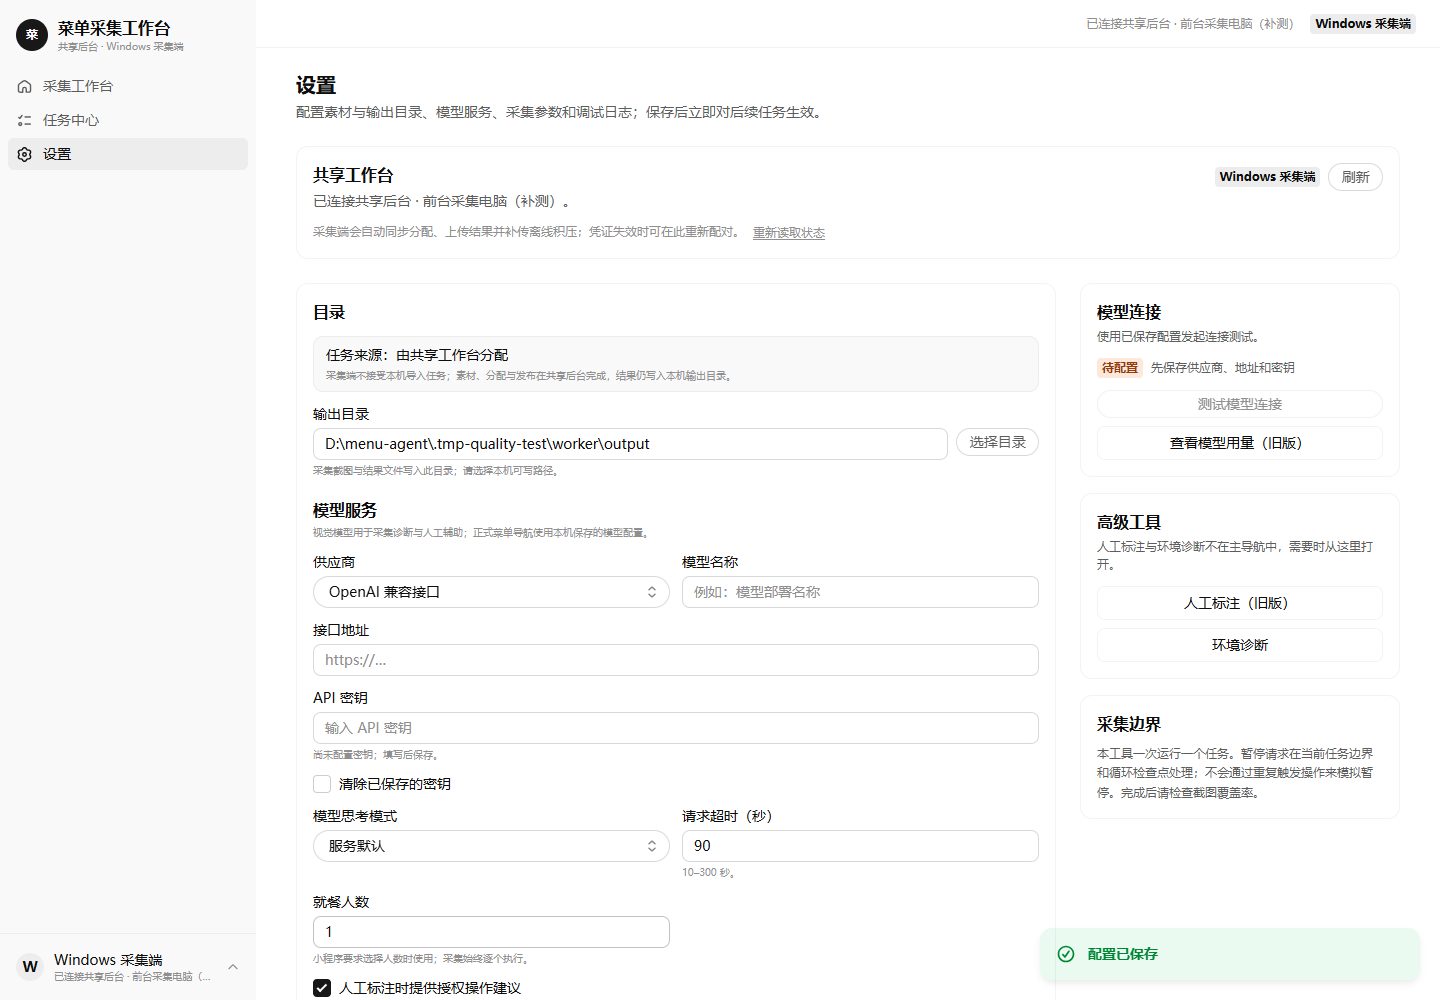 菜
菜单采集工作台
共享后台 · Windows 采集端
采集工作台
任务中心
设置
已连接共享后台 · 前台采集电脑（补测）
Windows 采集端
设置
配置素材与输出目录、模型服务、采集参数和调试日志；保存后立即对后续任务生效。
共享工作台
Windows 采集端
刷新
已连接共享后台 · 前台采集电脑（补测）。
采集端会自动同步分配、上传结果并补传离线积压；凭证失效时可在此重新配对。 重新读取状态
目录
任务来源：由共享工作台分配
采集端不接受本机导入任务；素材、分配与发布在共享后台完成，结果仍写入本机输出目录。
输出目录
D:\menu-agent\.tmp-quality-test\worker\output
选择目录
采集截图与结果文件写入此目录；请选择本机可写路径。
模型服务
视觉模型用于采集诊断与人工辅助；正式菜单导航使用本机保存的模型配置。
供应商
模型名称
OpenAI 兼容接口
例如：模型部署名称
接口地址
https://...
API 密钥
输入 API 密钥
尚未配置密钥；填写后保存。
清除已保存的密钥
模型思考模式
请求超时（秒）
服务默认
90
10–300 秒。
就餐人数
1
小程序要求选择人数时使用；采集始终逐个执行。
人工标注时提供授权操作建议
模型连接
使用已保存配置发起连接测试。
待配置 先保存供应商、地址和密钥
测试模型连接
查看模型用量（旧版）
高级工具
人工标注与环境诊断不在主导航中，需要时从这里打
开。
人工标注（旧版）
环境诊断
采集边界
本工具一次运行一个任务。暂停请求在当前任务边界
和循环检查点处理；不会通过重复触发操作来模拟暂
停。完成后请检查截图覆盖率。
配置已保存
W
Windows 采集端
已连接共享后台 · 前台采集电脑（...